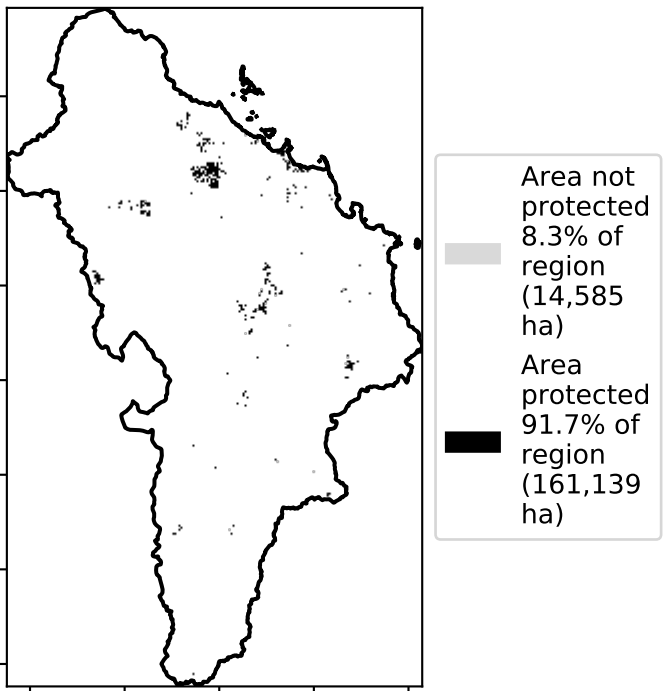 Area not
protected
8.3% of
region
(14,585
ha)
Area
protected
91.7% of
region
(161,139
ha)